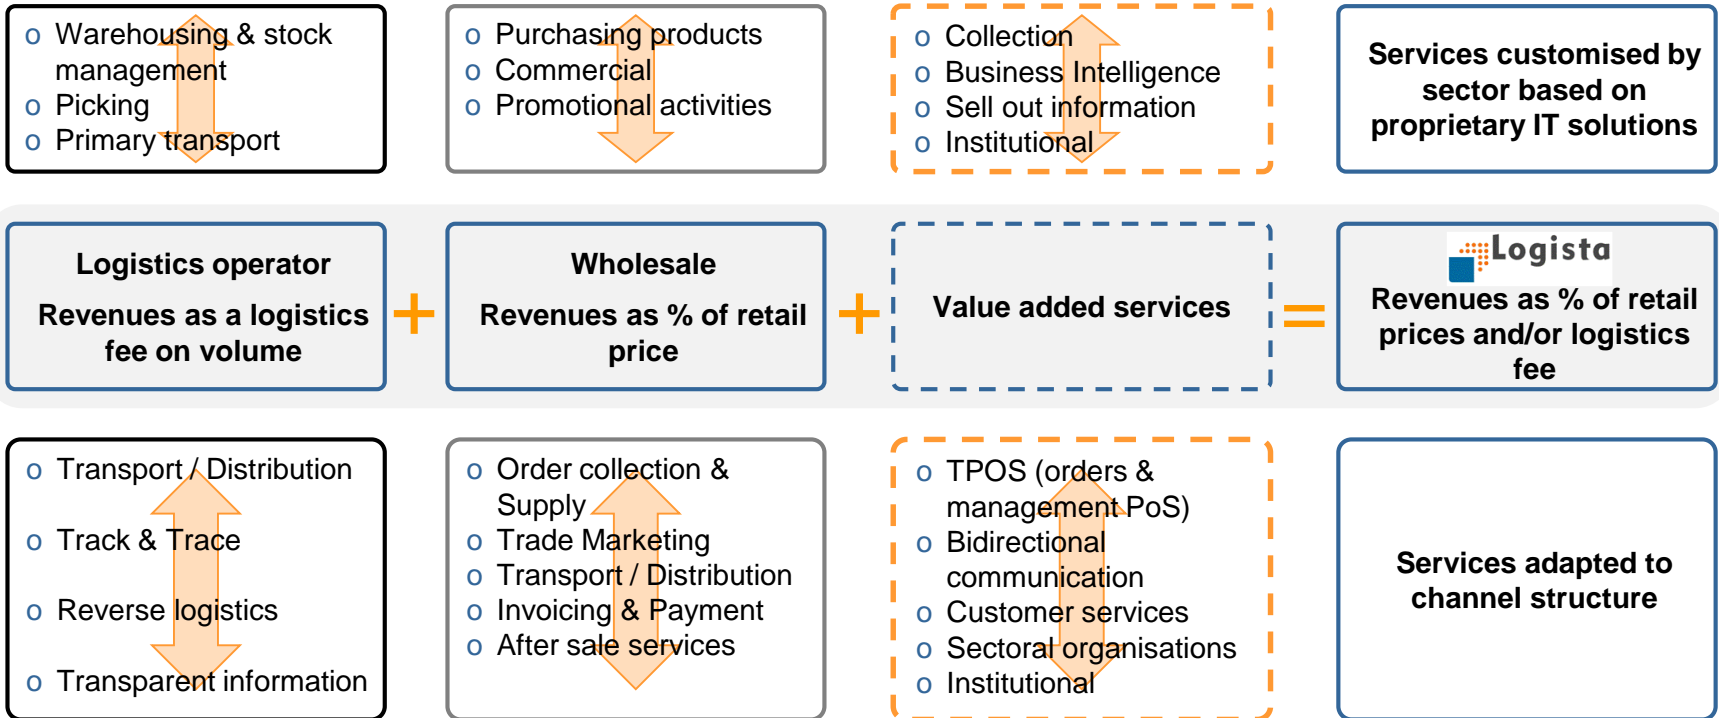 o Warehousing & stock
management
o Picking
o Primary transport
o Purchasing products
o Commercial
o Promotional activities
o Collection
o Business Intelligence
o Sell out information
o Institutional
Services customised by
sector based on
proprietary IT solutions
Logistics operator
Revenues as a logistics
fee on volume
+
Wholesale
Revenues as % of retail
price
+
Value added services
=
Logista
Revenues as % of retail
prices and/or logistics
fee
o Transport / Distribution
o Track & Trace
o Reverse logistics
o Transparent information
o Order collection &
Supply
o Trade Marketing
o Transport / Distribution
o Invoicing & Payment
o After sale services
o TPOS (orders &
management PoS)
o Bidirectional
communication
o Customer services
o Sectoral organisations
o Institutional
Services adapted to
channel structure